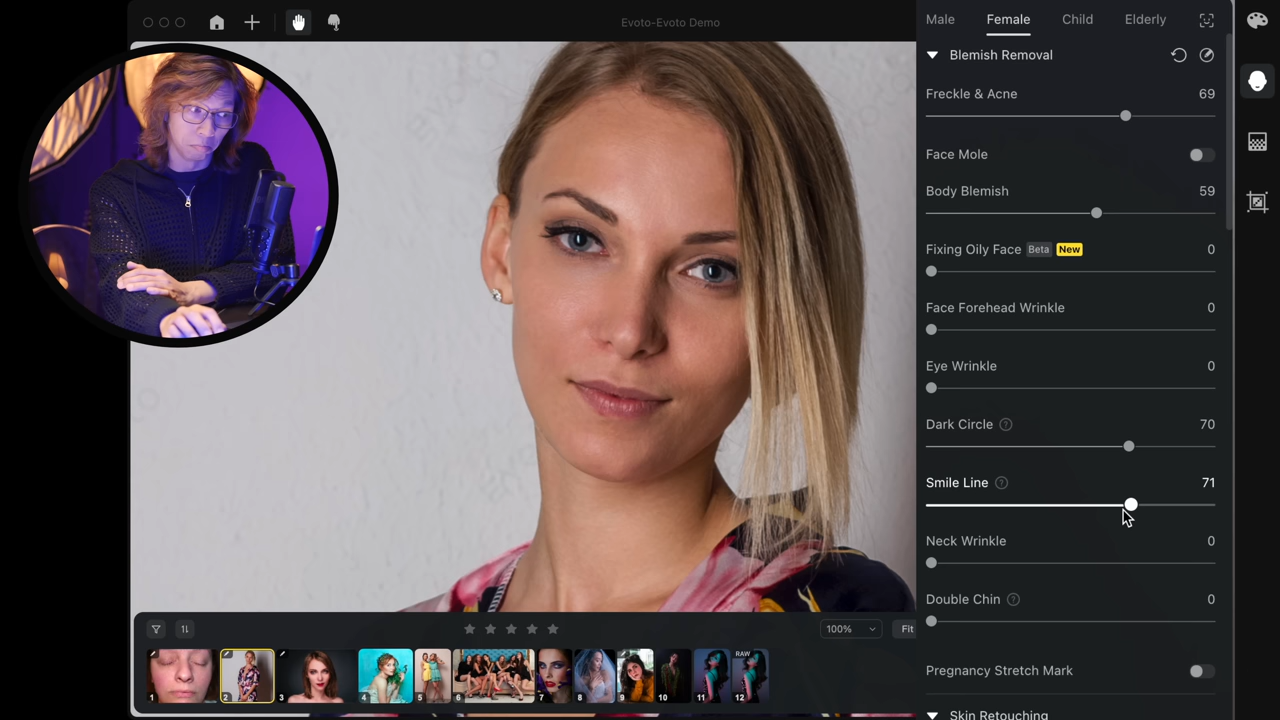 Evoto-Evoto Demo
Male Female Child Elderly
Blemish Removal
Freckle & Acne 69
Face Mole
Body Blemish 59
Fixing Oily Face Beta New 0
Face Forehead Wrinkle 0
Eye Wrinkle 0
Dark Circle ? 70
Smile Line ? 71
Neck Wrinkle 0
Double Chin ? 0
Pregnancy Stretch Mark
Skin Retouching
100% Fit
RAW
1 2 3 4 5 6 7 8 9 10 11 12